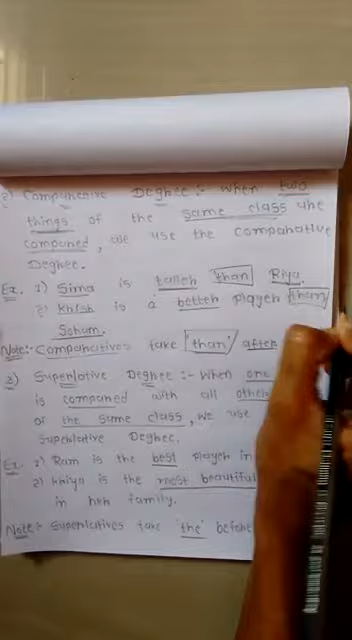 2) Comparative Degree :- When two
things of the same class are
compared, we use the comparative
Degree.
Ex. 1) Sima is taller than Riya.
2) Krish is a better player than
Soham.
Note:- Comparatives take 'than' after
3) Superlative Degree :- When one
is compared with all other
of the same class, we use
Superlative Degree.
Ex. 1) Ram is the best player in
2) Kriya is the most beautiful
in her family.
Note:- Superlatives take 'the' before